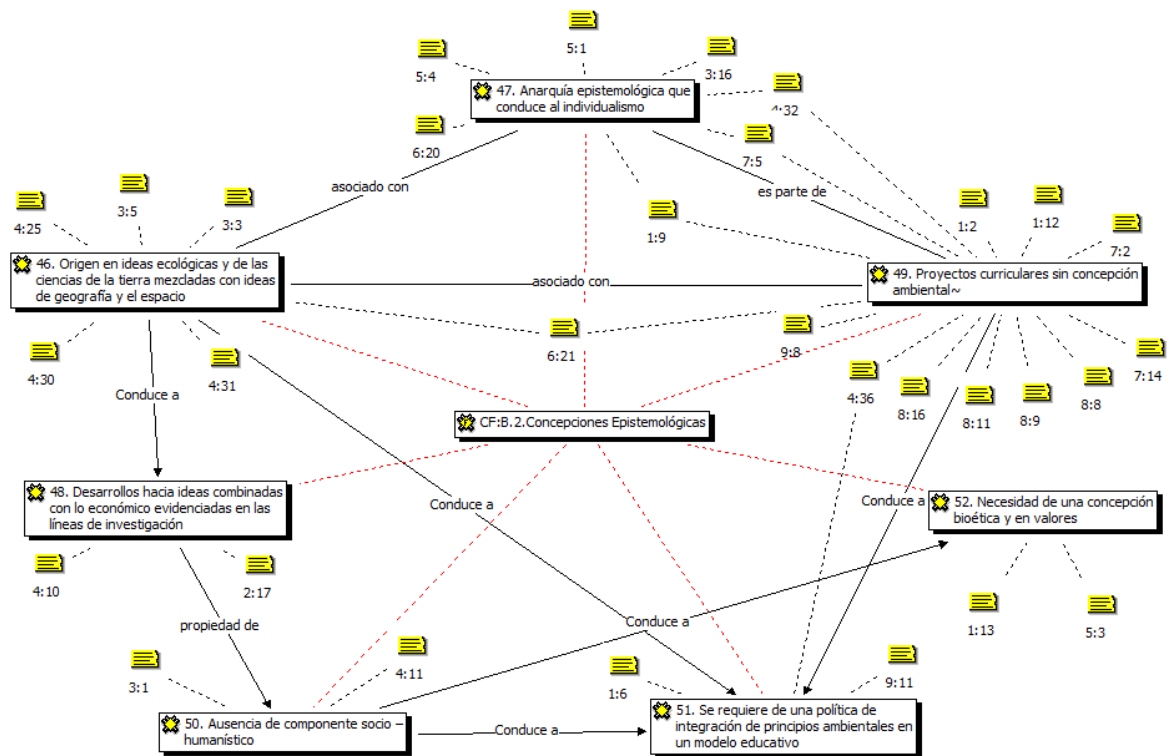 5:1
5:4
3:16
47. Anarquía epistemológica que
conduce al individualismo
4:32
6:20
7:5
asociado con
es parte de
4:25
3:5
3:3
1:9
1:2
1:12
7:2
46. Origen en ideas ecológicas y de las
ciencias de la tierra mezcladas con ideas
de geografía y el espacio
asociado con
49. Proyectos curriculares sin concepción
ambiental~
4:30
4:31
6:21
9:8
4:36
8:16
8:11
8:9
8:8
7:14
Conduce a
CF:B.2.Concepciones Epistemológicas
48. Desarrollos hacia ideas combinadas
con lo económico evidenciadas en las
líneas de investigación
Conduce a
Conduce a
52. Necesidad de una concepción
bioética y en valores
4:10
2:17
1:13
5:3
propiedad de
Conduce a
3:1
4:11
1:6
9:11
50. Ausencia de componente socio –
humanístico
Conduce a
51. Se requiere de una política de
integración de principios ambientales en
un modelo educativo